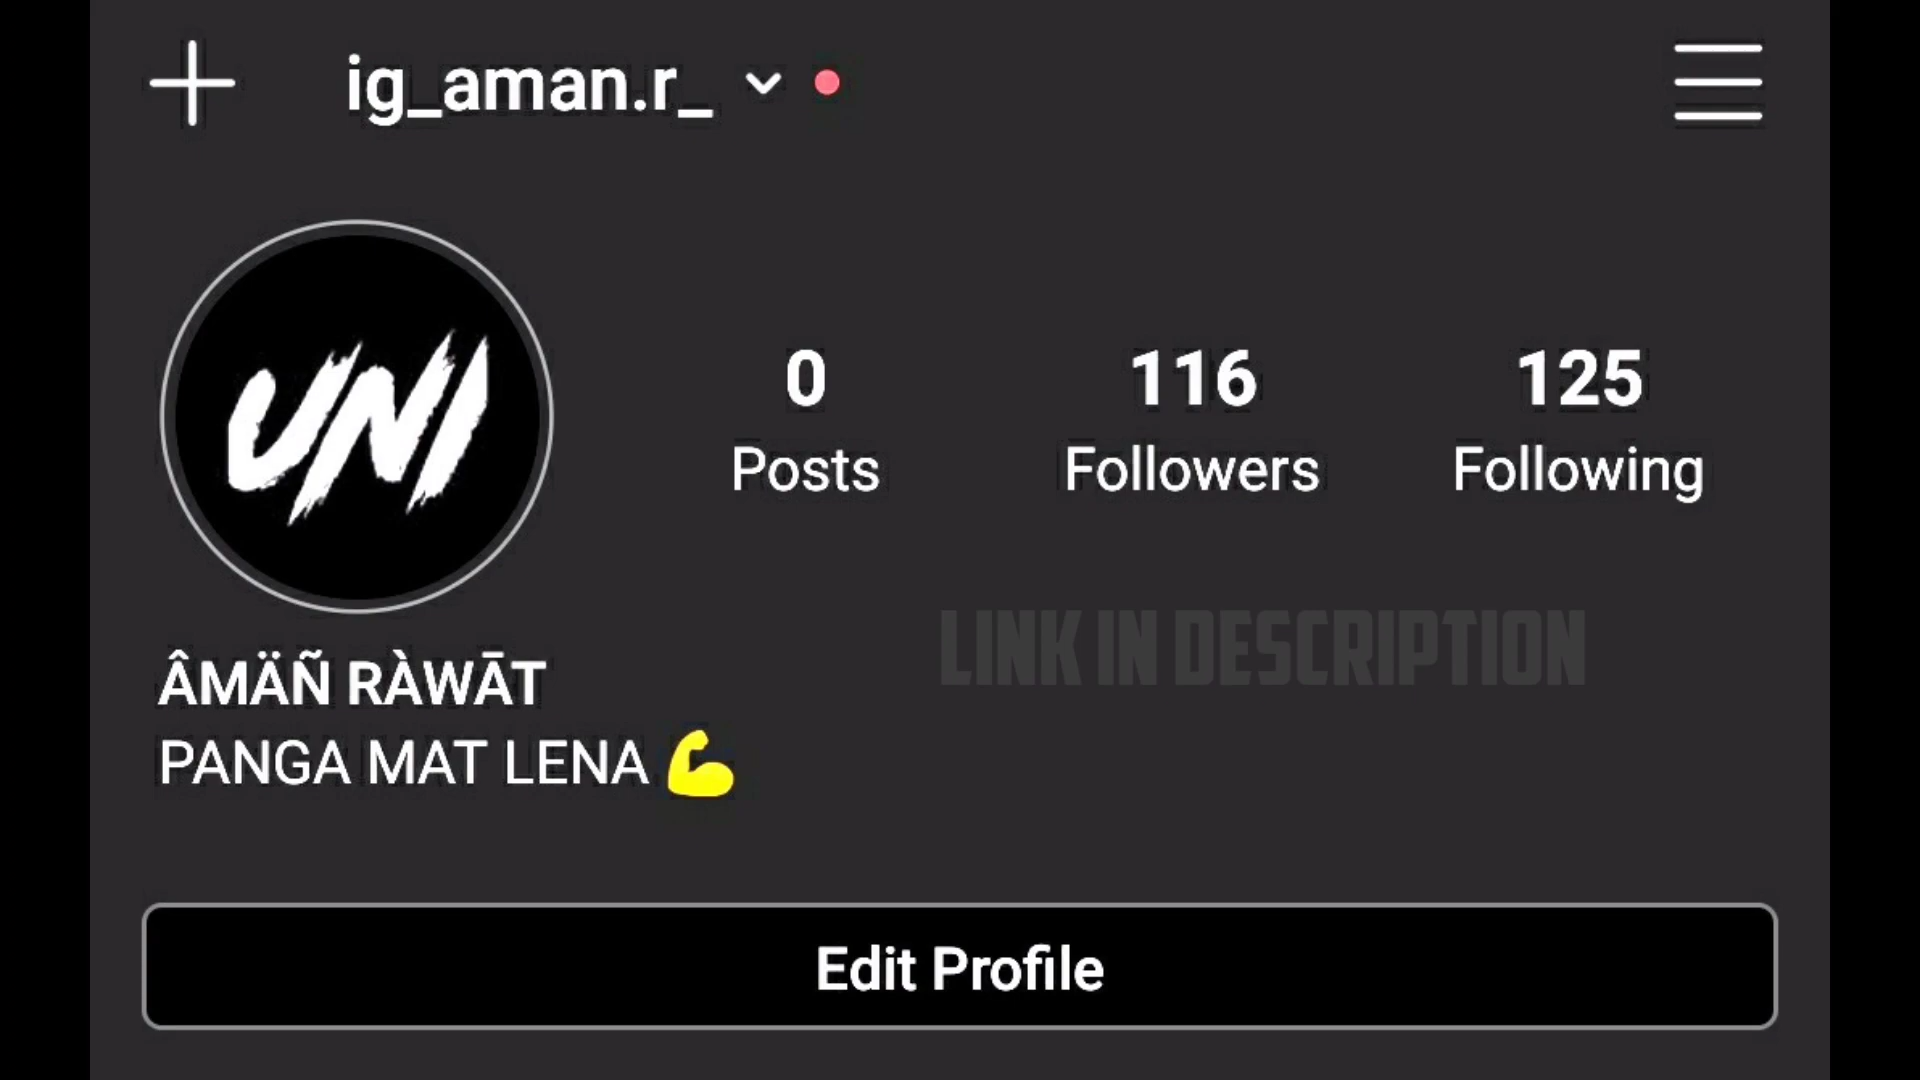 ig_aman.r_
UNI
0 116 125
Posts Followers Following
LINK IN DESCRIPTION
ÂMÄÑ RÀWĀT
PANGA MAT LENA 💪
Edit Profile